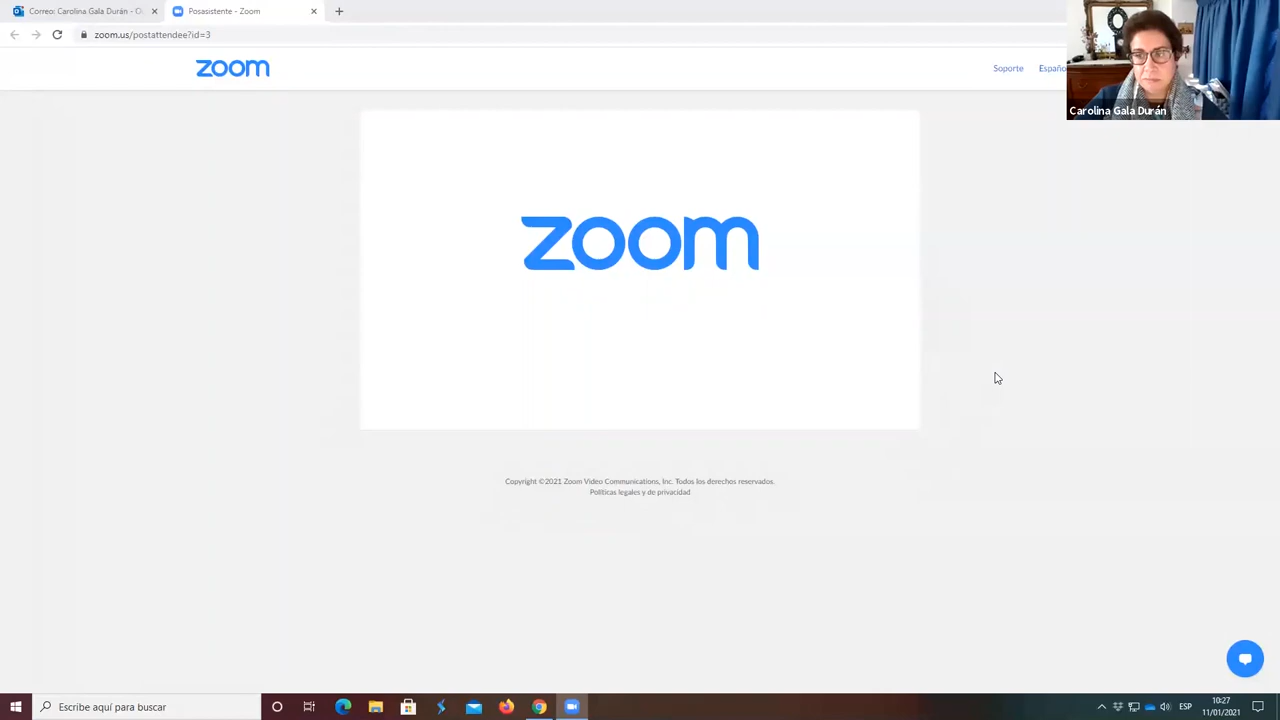 Correo: Carolina Gala Durán - O
Posasistente - Zoom
zoom.us/postattendee?id=3
zoom
Soporte
Españo
Carolina Gala Durán
zoom
Copyright ©2021 Zoom Video Communications, Inc. Todos los derechos reservados.
Políticas legales y de privacidad
Escribe aquí para buscar
ESP
10:27
11/01/2021